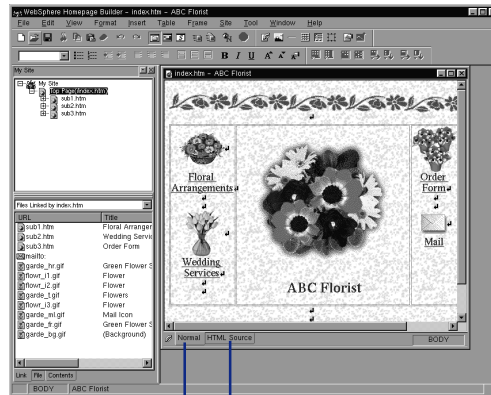 WebSphere Homepage Builder - ABC Florist
File Edit View Format Insert Table Frame Site Tool Window Help
B I U A A A
My Site
My Site
Top Page(/index.htm)
sub1.htm
sub2.htm
sub3.htm
Files Linked by index.htm
URL Title
sub1.htm Floral Arranger
sub2.htm Wedding Servic
sub3.htm Order Form
mailto:
garde_hr.gif Green Flower S
flowr_i1.gif Flower
flowr_i2.gif Flower
garde_t.gif Flowers
flowr_i3.gif Flower
garde_ml.gif Mail Icon
garde_fr.gif Green Flower S
garde_bg.gif (Background)
Link File Contents
BODY ABC Florist
index.htm - ABC Florist
Floral
Arrangements
Wedding
Services
ABC Florist
Order
Form
Mail
Normal HTML Source
BODY